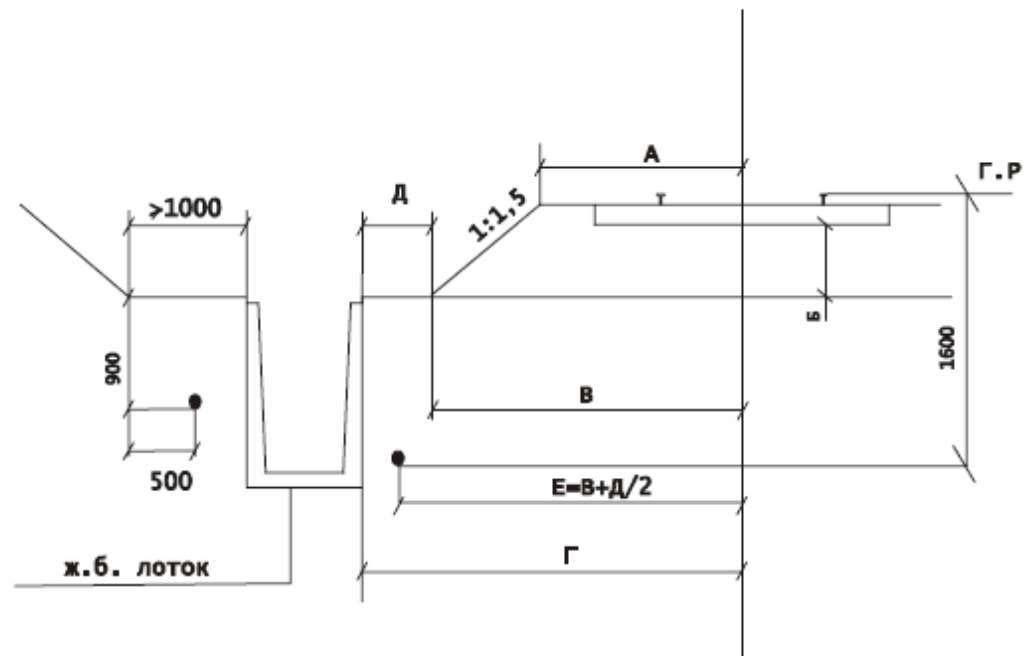 А
Г.Р
Д
>1000
1:1,5
Т
Т
Б
900
1600
В
500
Е=В+Д/2
Г
ж.б. лоток